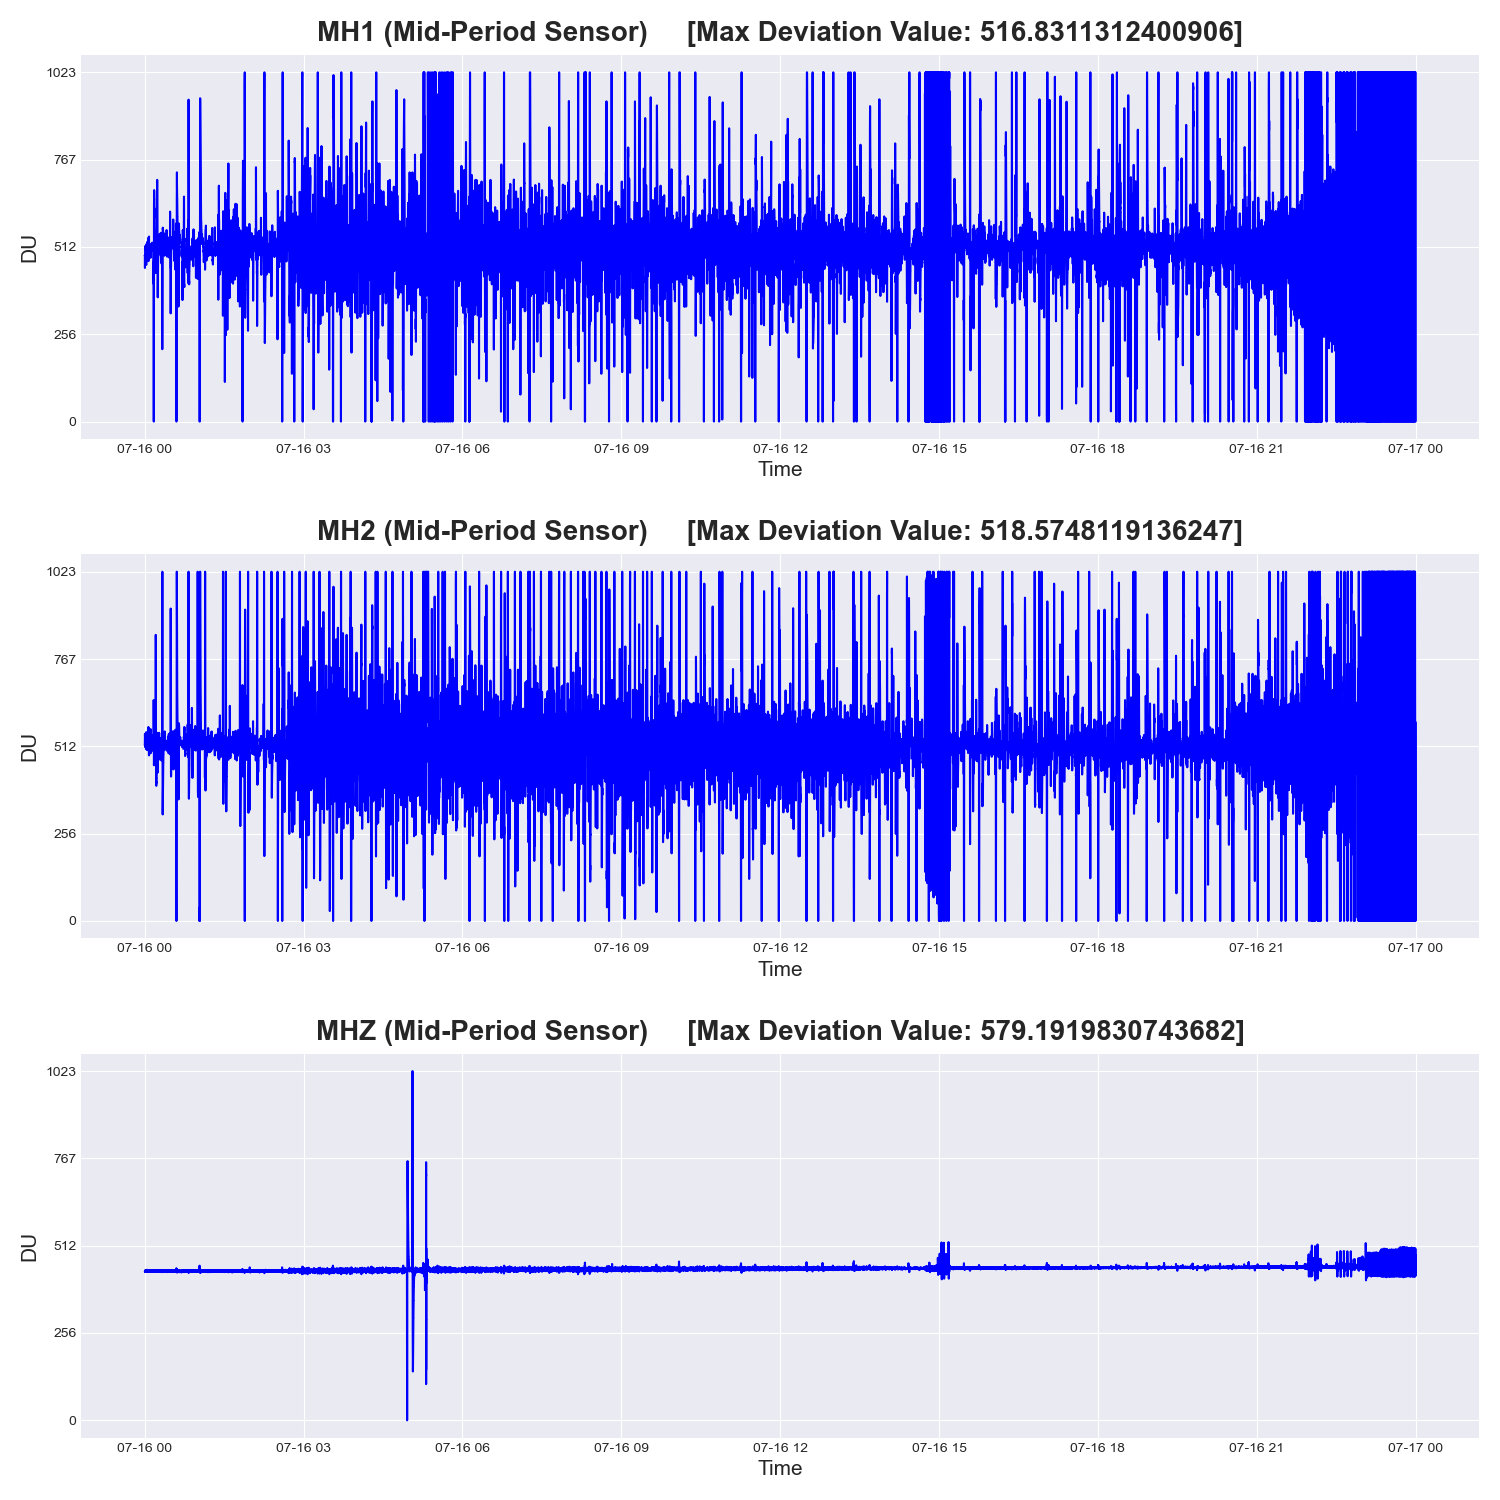 MH1 (Mid-Period Sensor) [Max Deviation Value: 516.8311312400906]
1023
767
512
256
0
DU
07-16 00 07-16 03 07-16 06 07-16 09 07-16 12 07-16 15 07-16 18 07-16 21 07-17 00
Time
MH2 (Mid-Period Sensor) [Max Deviation Value: 518.5748119136247]
1023
767
512
256
0
DU
07-16 00 07-16 03 07-16 06 07-16 09 07-16 12 07-16 15 07-16 18 07-16 21 07-17 00
Time
MHZ (Mid-Period Sensor) [Max Deviation Value: 579.1919830743682]
1023
767
512
256
0
DU
07-16 00 07-16 03 07-16 06 07-16 09 07-16 12 07-16 15 07-16 18 07-16 21 07-17 00
Time